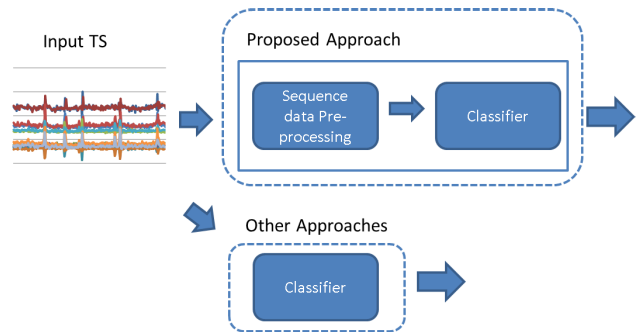 Input TS
Proposed Approach
Sequence
data Pre-
processing
Classifier
Other Approaches
Classifier